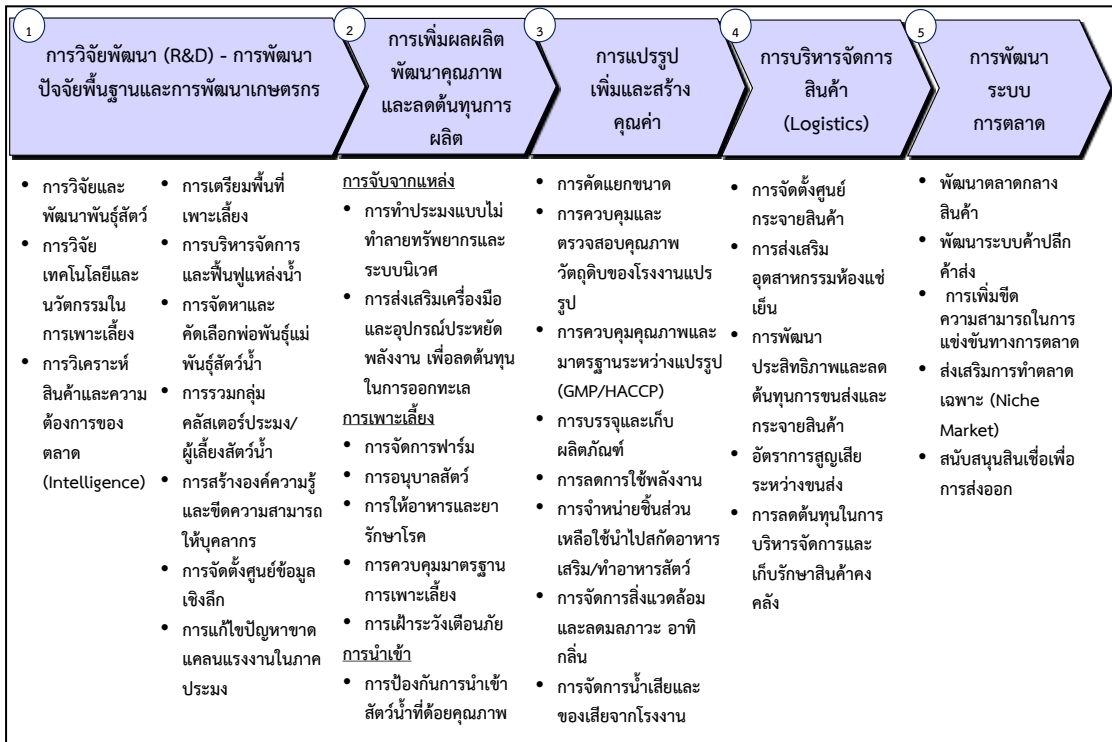 1
การวิจัยพัฒนา (R&D) - การพัฒนา
ปัจจัยพื้นฐานและการพัฒนาเกษตรกร
2
การเพิ่มผลผลิต
พัฒนาคุณภาพ
และลดต้นทุนการ
ผลิต
3
การแปรรูป
เพิ่มและสร้าง
คุณค่า
4
การบริหารจัดการ
สินค้า
(Logistics)
5
การพัฒนา
ระบบ
การตลาด
• การวิจัยและ
พัฒนาพันธุ์สัตว์
• การวิจัย
เทคโนโลยีและ
นวัตกรรมใน
การเพาะเลี้ยง
• การวิเคราะห์
สินค้าและความ
ต้องการของ
ตลาด
(Intelligence)
• การเตรียมพื้นที่
เพาะเลี้ยง
• การบริหารจัดการ
และฟื้นฟูแหล่งน้ำ
• การจัดหาและ
คัดเลือกพ่อพันธุ์แม่
พันธุ์สัตว์น้ำ
• การรวมกลุ่ม
คลัสเตอร์ประมง/
ผู้เลี้ยงสัตว์น้ำ
• การสร้างองค์ความรู้
และขีดความสามารถ
ให้บุคลากร
• การจัดตั้งศูนย์ข้อมูล
เชิงลึก
• การแก้ไขปัญหาขาด
แคลนแรงงานในภาค
ประมง
การจับจากแหล่ง
• การทำประมงแบบไม่
ทำลายทรัพยากรและ
ระบบนิเวศ
• การส่งเสริมเครื่องมือ
และอุปกรณ์ประหยัด
พลังงาน เพื่อลดต้นทุน
ในการออกทะเล
การเพาะเลี้ยง
• การจัดการฟาร์ม
• การอนุบาลสัตว์
• การให้อาหารและยา
รักษาโรค
• การควบคุมมาตรฐาน
การเพาะเลี้ยง
• การเฝ้าระวังเตือนภัย
การนำเข้า
• การป้องกันการนำเข้า
สัตว์น้ำที่ด้อยคุณภาพ
• การคัดแยกขนาด
• การควบคุมและ
ตรวจสอบคุณภาพ
วัตถุดิบของโรงงานแปร
รูป
• การควบคุมคุณภาพและ
มาตรฐานระหว่างแปรรูป
(GMP/HACCP)
• การบรรจุและเก็บ
ผลิตภัณฑ์
• การลดการใช้พลังงาน
• การจำหน่ายชิ้นส่วน
เหลือใช้นำไปสกัดอาหาร
เสริม/ทำอาหารสัตว์
• การจัดการสิ่งแวดล้อม
และลดมลภาวะ อาทิ
กลิ่น
• การจัดการน้ำเสียและ
ของเสียจากโรงงาน
• การจัดตั้งศูนย์
กระจายสินค้า
• การส่งเสริม
อุตสาหกรรมห้องแช่
เย็น
• การพัฒนา
ประสิทธิภาพและลด
ต้นทุนการขนส่งและ
กระจายสินค้า
• อัตราการสูญเสีย
ระหว่างขนส่ง
• การลดต้นทุนในการ
บริหารจัดการและ
เก็บรักษาสินค้าคง
คลัง
• พัฒนาตลาดกลาง
สินค้า
• พัฒนาระบบค้าปลีก
ค้าส่ง
• การเพิ่มขีด
ความสามารถในการ
แข่งขันทางการตลาด
• ส่งเสริมการทำตลาด
เฉพาะ (Niche
Market)
• สนับสนุนสินเชื่อเพื่อ
การส่งออก